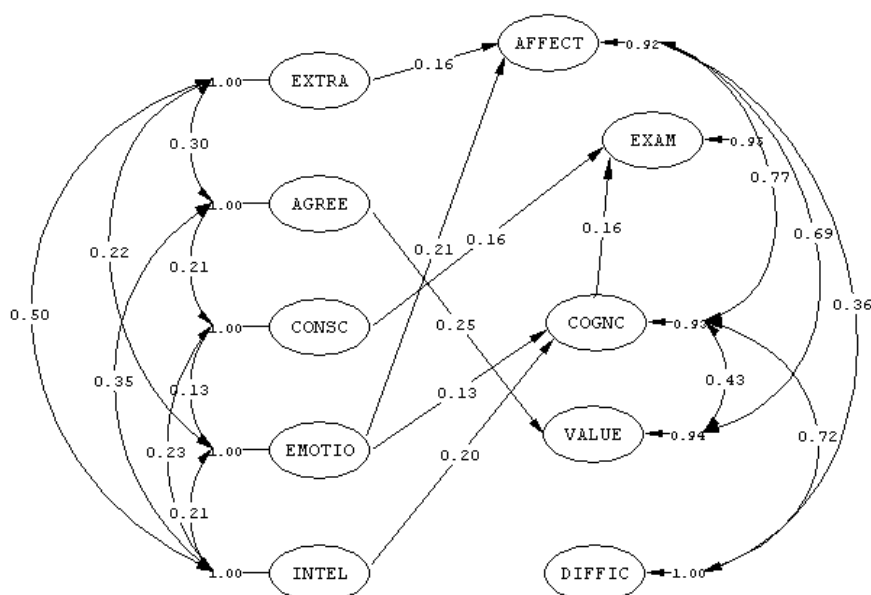 AFFECT
0.92
1.00
EXTRA
0.16
EXAM
0.95
0.30
0.77
1.00
AGREE
0.16
0.69
0.22
0.21
0.21
0.50
1.00
CONSC
0.25
COGNC
0.93
0.36
0.35
0.13
0.13
0.43
0.23
1.00
EMOTIO
VALUE
0.94
0.72
0.20
0.21
1.00
INTEL
DIFFIC
1.00